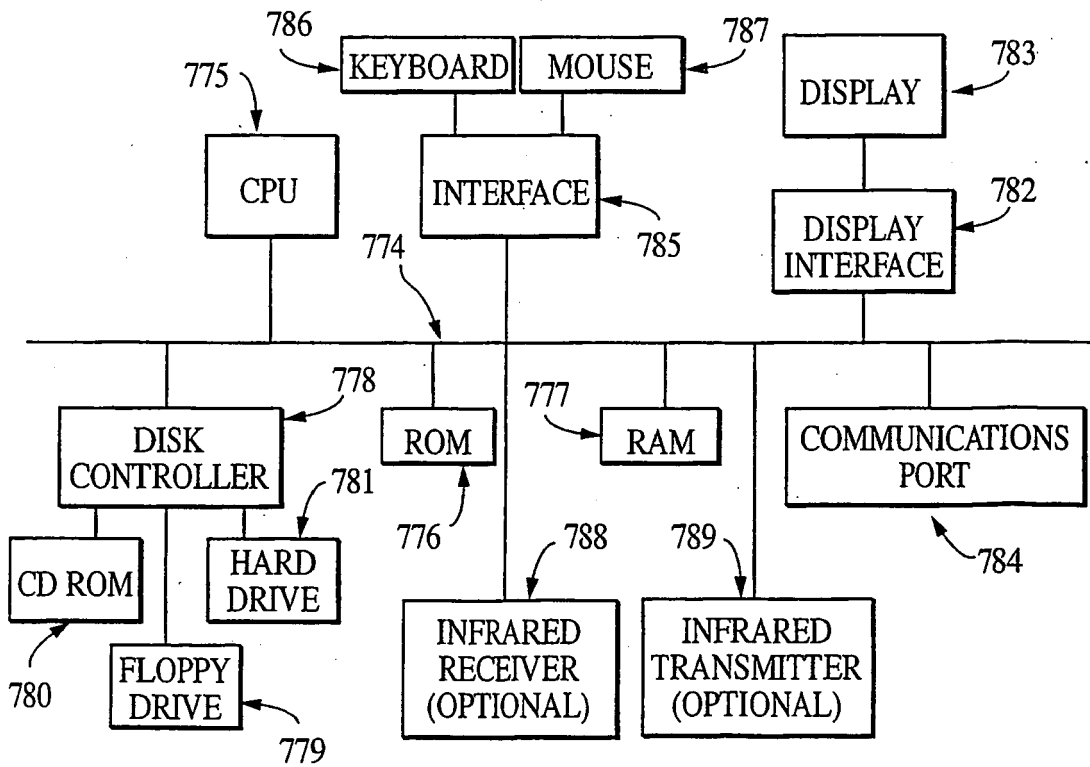 786
787
KEYBOARD
MOUSE
783
775
DISPLAY
CPU
INTERFACE
782
785
DISPLAY
INTERFACE
774
778
777
DISK
CONTROLLER
ROM
RAM
COMMUNICATIONS
PORT
781
776
788
789
784
CD ROM
HARD
DRIVE
INFRARED
RECEIVER
(OPTIONAL)
INFRARED
TRANSMITTER
(OPTIONAL)
780
FLOPPY
DRIVE
779